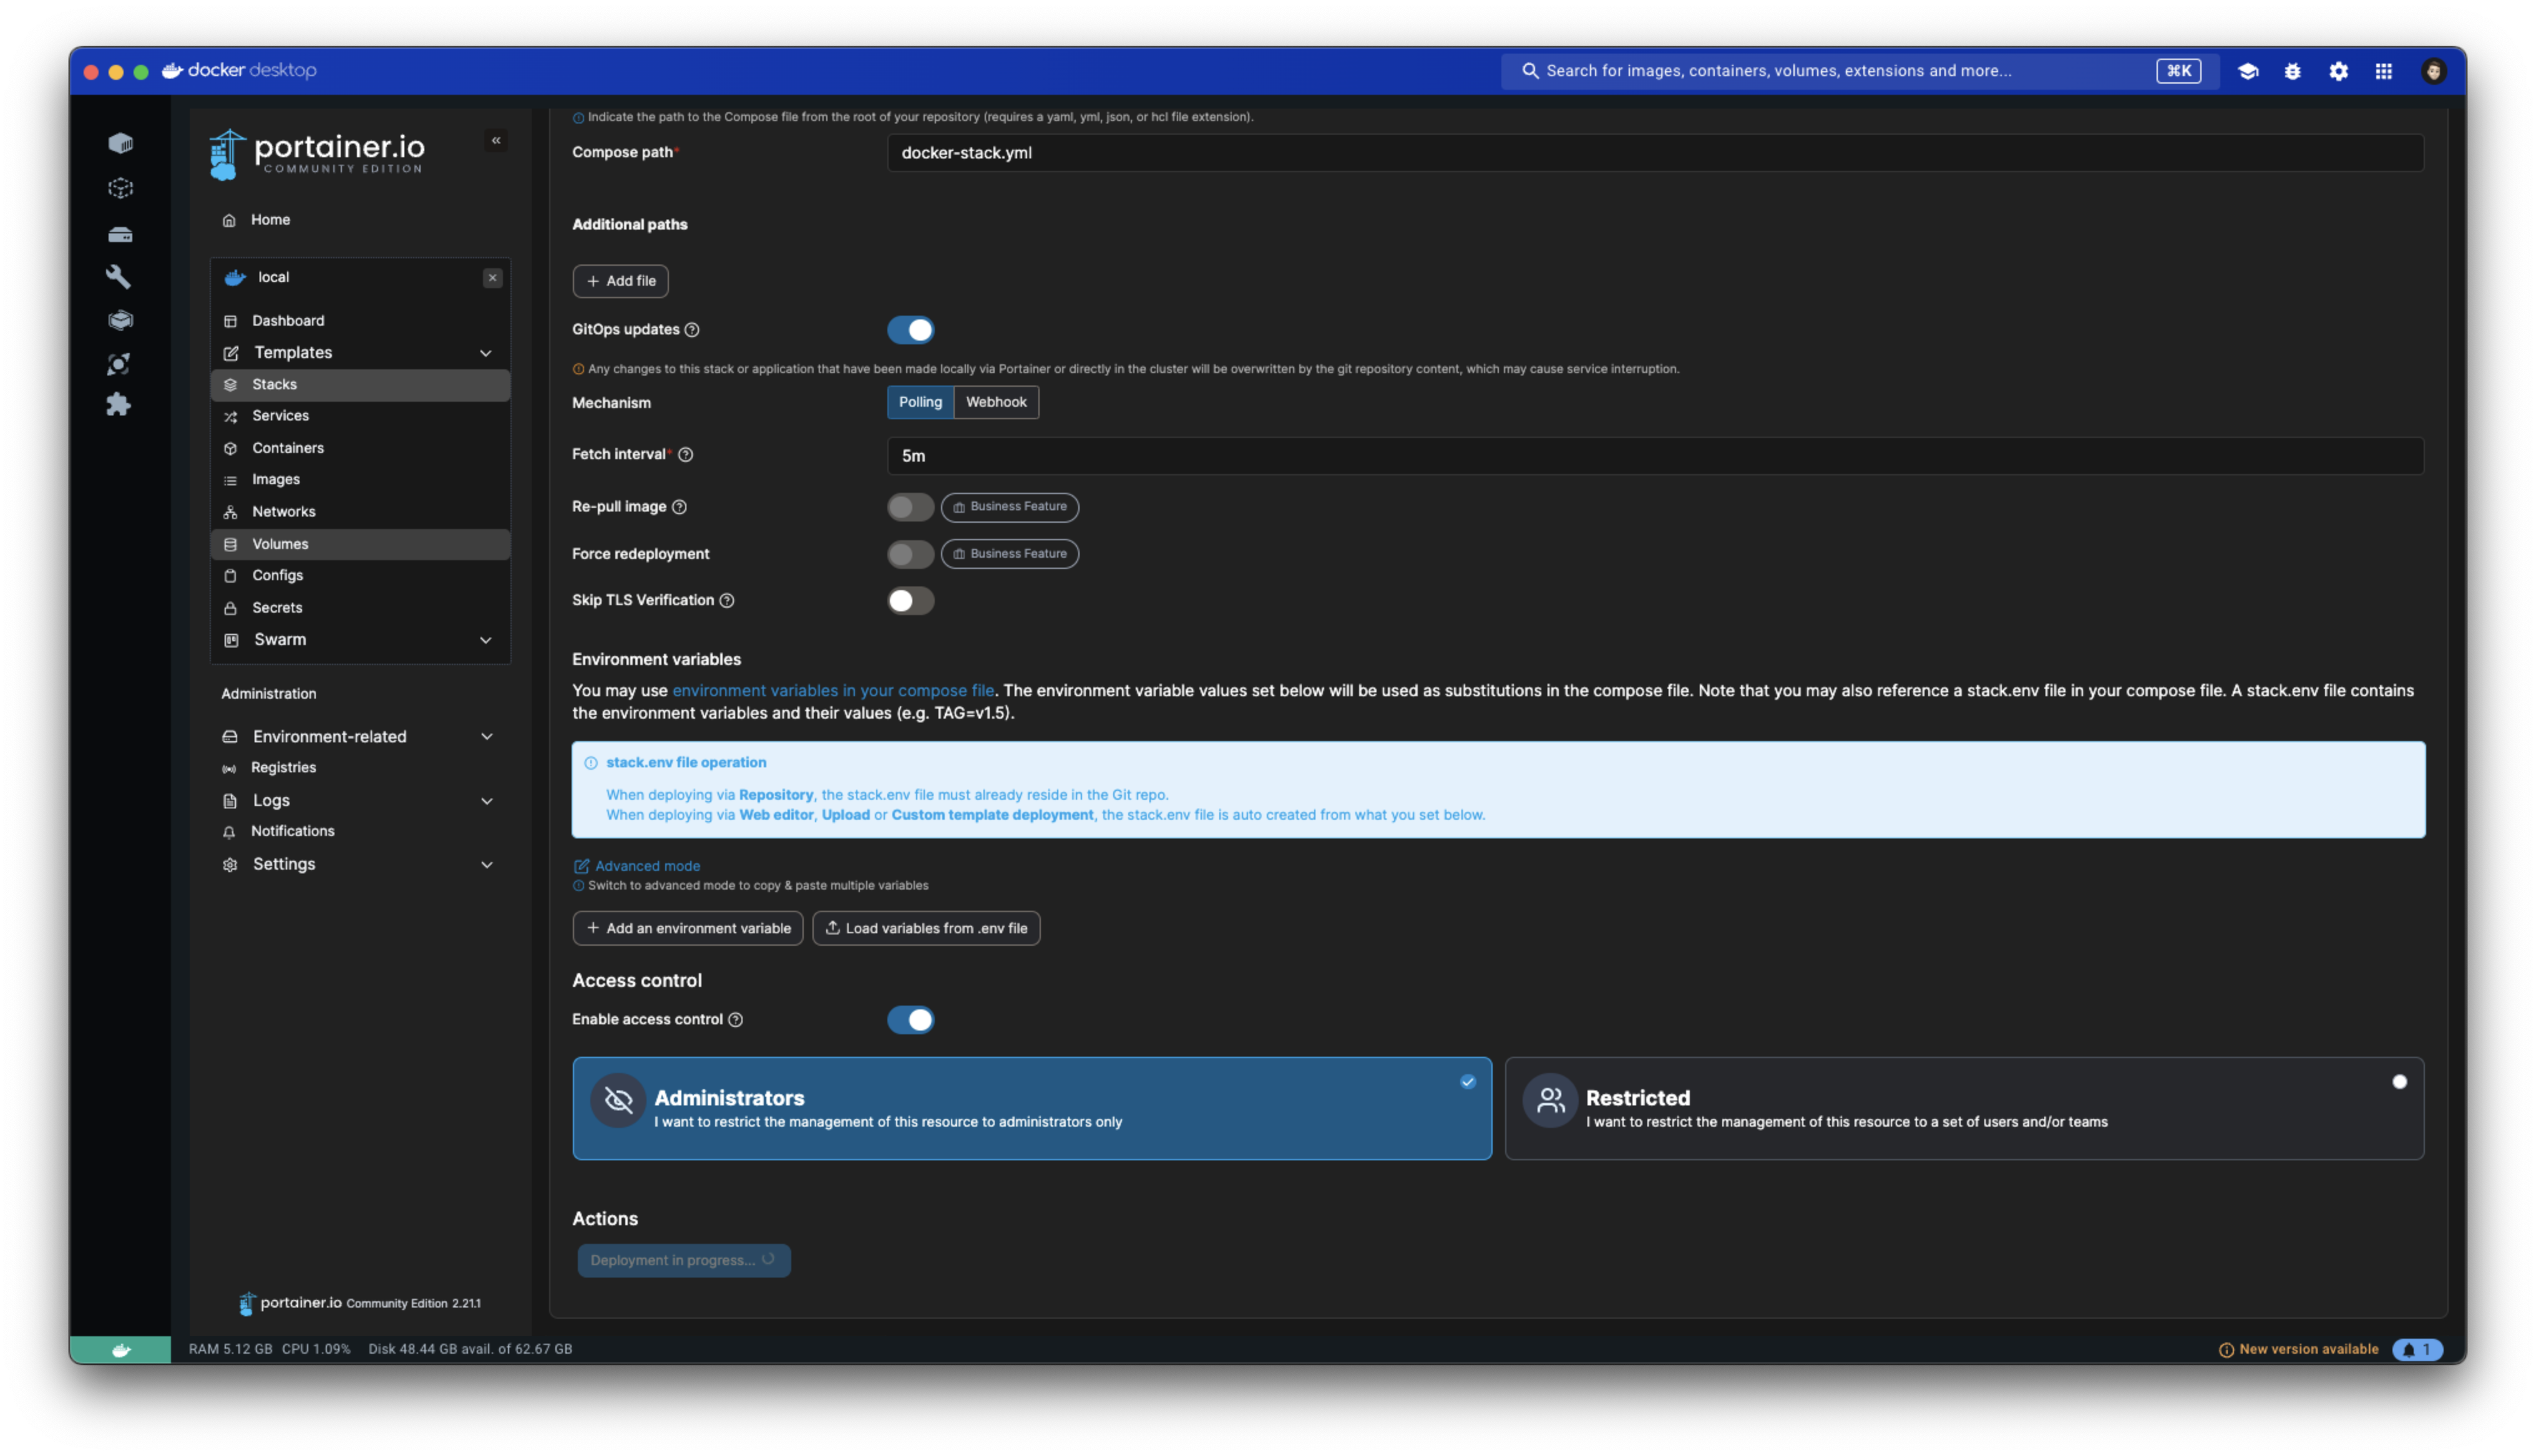 docker desktop
Search for images, containers, volumes, extensions and more...
⌘K
portainer.io
COMMUNITY EDITION
Home
local
Dashboard
Templates
Stacks
Services
Containers
Images
Networks
Volumes
Configs
Secrets
Swarm
Administration
Environment-related
Registries
Logs
Notifications
Settings
portainer.io Community Edition 2.21.1
Indicate the path to the Compose file from the root of your repository (requires a yaml, yml, json, or hcl file extension).
Compose path* docker-stack.yml
Additional paths
+ Add file
GitOps updates
Any changes to this stack or application that have been made locally via Portainer or directly in the cluster will be overwritten by the git repository content, which may cause service interruption.
Mechanism Polling Webhook
Fetch interval* 5m
Re-pull image Business Feature
Force redeployment Business Feature
Skip TLS Verification
Environment variables
You may use environment variables in your compose file. The environment variable values set below will be used as substitutions in the compose file. Note that you may also reference a stack.env file in your compose file. A stack.env file contains
the environment variables and their values (e.g. TAG=v1.5).
stack.env file operation
When deploying via Repository, the stack.env file must already reside in the Git repo.
When deploying via Web editor, Upload or Custom template deployment, the stack.env file is auto created from what you set below.
Advanced mode
Switch to advanced mode to copy & paste multiple variables
+ Add an environment variable Load variables from .env file
Access control
Enable access control
Administrators
I want to restrict the management of this resource to administrators only
Restricted
I want to restrict the management of this resource to a set of users and/or teams
Actions
Deployment in progress...
RAM 5.12 GB CPU 1.09% Disk 48.44 GB avail. of 62.67 GB
New version available
1